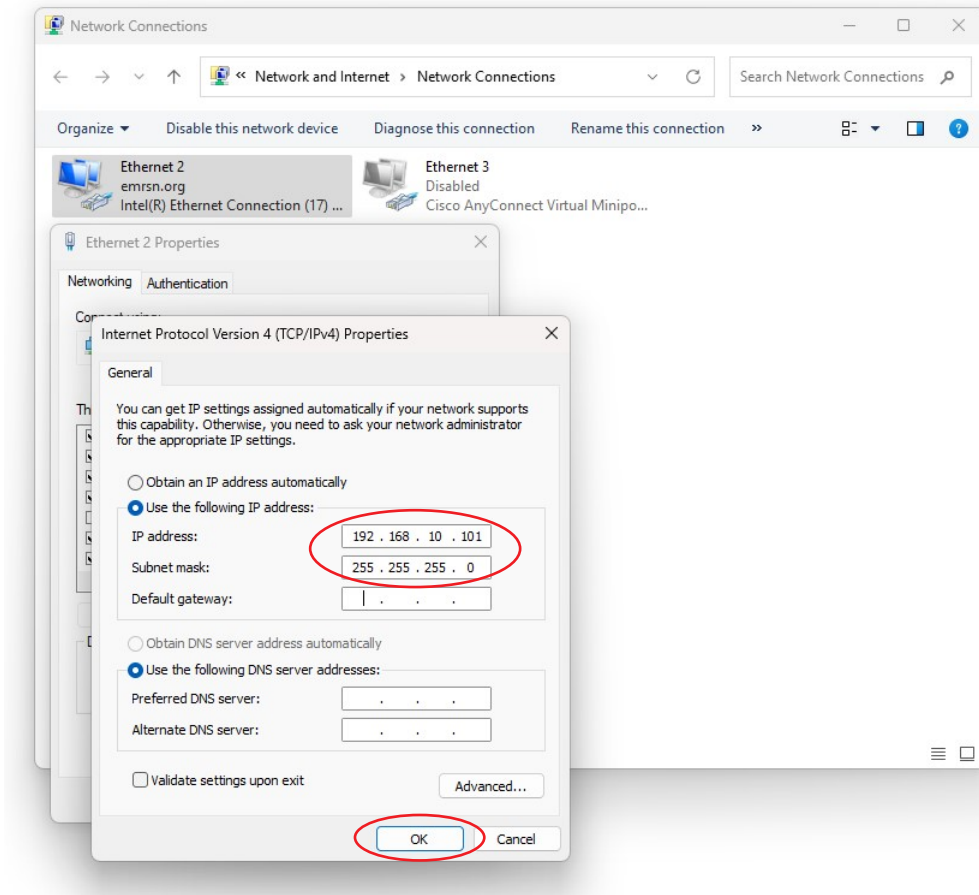 Network Connections
« Network and Internet > Network Connections
Search Network Connections
Organize Disable this network device Diagnose this connection Rename this connection »
Ethernet 2
emrsn.org
Intel(R) Ethernet Connection (17) ...
Ethernet 3
Disabled
Cisco AnyConnect Virtual Minipo...
Ethernet 2 Properties
Networking Authentication
Internet Protocol Version 4 (TCP/IPv4) Properties
General
You can get IP settings assigned automatically if your network supports
this capability. Otherwise, you need to ask your network administrator
for the appropriate IP settings.
Obtain an IP address automatically
Use the following IP address:
IP address: 192 . 168 . 10 . 101
Subnet mask: 255 . 255 . 255 . 0
Default gateway: . . .
Obtain DNS server address automatically
Use the following DNS server addresses:
Preferred DNS server: . . .
Alternate DNS server: . . .
Validate settings upon exit
Advanced...
OK Cancel